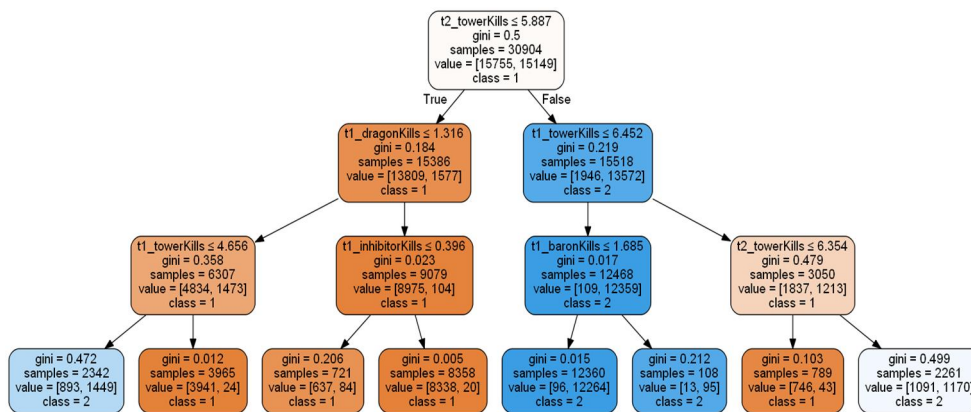 t2_towerKills ≤ 5.887
gini = 0.5
samples = 30904
value = [15755, 15149]
class = 1
True
False
t1_dragonKills ≤ 1.316
gini = 0.184
samples = 15386
value = [13809, 1577]
class = 1
t1_towerKills ≤ 6.452
gini = 0.219
samples = 15518
value = [1946, 13572]
class = 2
t1_towerKills ≤ 4.656
gini = 0.358
samples = 6307
value = [4834, 1473]
class = 1
t1_inhibitorKills ≤ 0.396
gini = 0.023
samples = 9079
value = [8975, 104]
class = 1
t1_baronKills ≤ 1.685
gini = 0.017
samples = 12468
value = [109, 12359]
class = 2
t2_towerKills ≤ 6.354
gini = 0.479
samples = 3050
value = [1837, 1213]
class = 1
gini = 0.472
samples = 2342
value = [893, 1449]
class = 2
gini = 0.012
samples = 3965
value = [3941, 24]
class = 1
gini = 0.206
samples = 721
value = [637, 84]
class = 1
gini = 0.005
samples = 8358
value = [8338, 20]
class = 1
gini = 0.015
samples = 12360
value = [96, 12264]
class = 2
gini = 0.212
samples = 108
value = [13, 95]
class = 2
gini = 0.103
samples = 789
value = [746, 43]
class = 1
gini = 0.499
samples = 2261
value = [1091, 1170]
class = 2